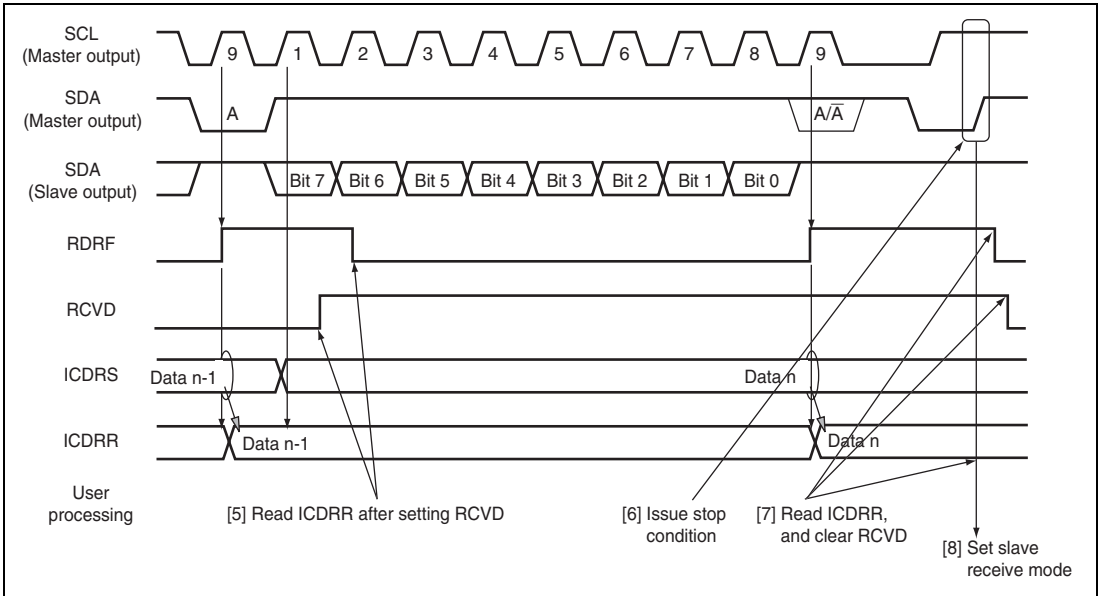 SCL
(Master output)
9 1 2 3 4 5 6 7 8 9
SDA
(Master output)
A A/A̅
SDA
(Slave output)
Bit 7 Bit 6 Bit 5 Bit 4 Bit 3 Bit 2 Bit 1 Bit 0
RDRF
RCVD
ICDRS
Data n-1 Data n
ICDRR
Data n-1 Data n
User
processing
[5] Read ICDRR after setting RCVD
[6] Issue stop
condition
[7] Read ICDRR,
and clear RCVD
[8] Set slave
receive mode